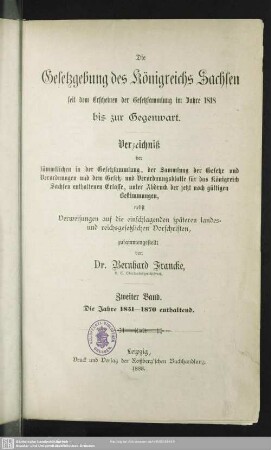 Die
Gesetzgebung des Königreichs Sachsen
seit dem Erscheinen der Gesetzsammlung im Jahre 1818
bis zur Gegenwart.
Verzeichniß
der
sämmtlichen in der Gesetzsammlung, der Sammlung der Gesetze und
Verordnungen und dem Gesetz- und Verordnungsblatte für das Königreich
Sachsen enthaltenen Erlasse, unter Abdruck der jetzt noch gültigen
Bestimmungen,
nebst
Verweisungen auf die einschlagenden späteren landes-
und reichsgesetzlichen Vorschriften,
zusammengestellt
von
Dr. Bernhard Francke,
Zweiter Band.
Die Jahre 1851—1870 enthaltend.
Leipzig,
Druck und Verlag der Roßberg'schen Buchhandlung.
1888.